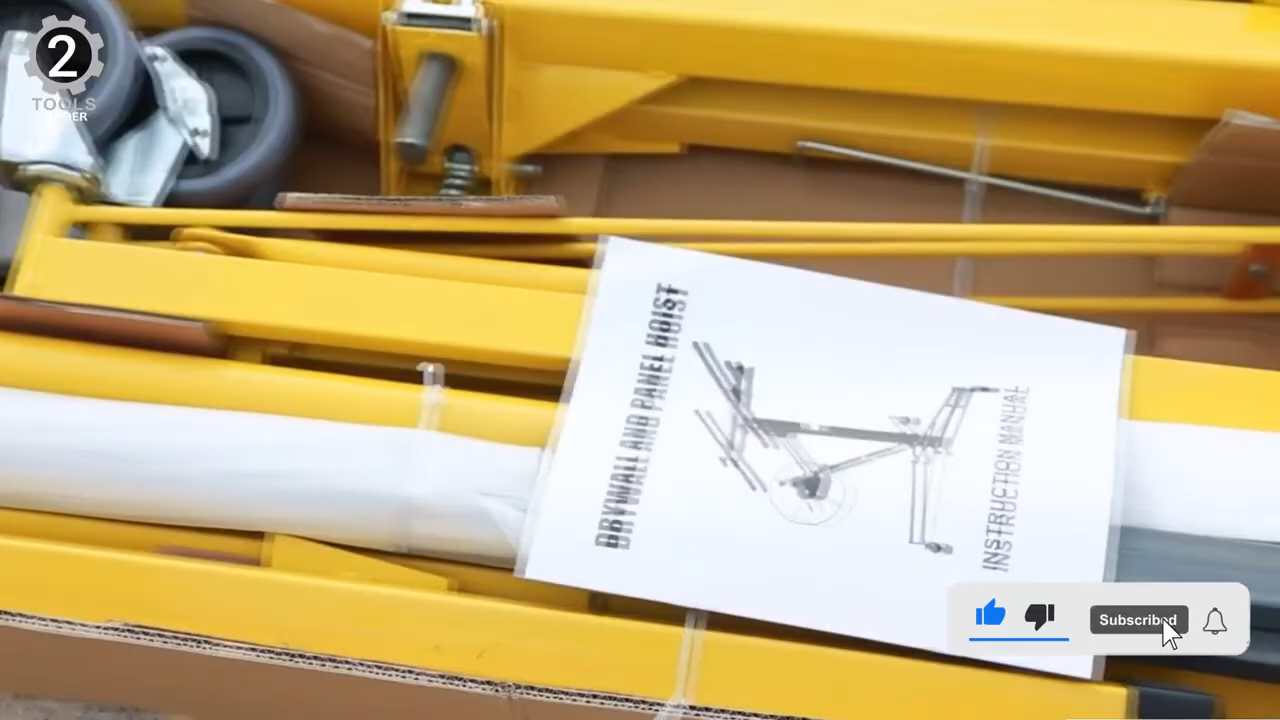 2
TOOLS
DRYWALL AND PANEL HOIST
INSTRUCTION MANUAL
Subscribed